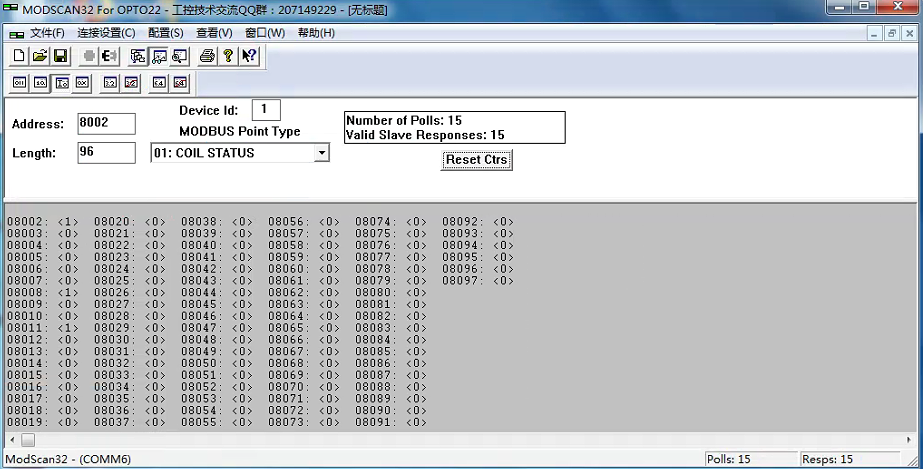 MODSCAN32 For OPTO22 - 工控技术交流QQ群：207149229 - [无标题]
文件(F) 连接设置(C) 配置(S) 查看(V) 窗口(W) 帮助(H)
Address: 8002
Device Id: 1
MODBUS Point Type
Length: 96
01: COIL STATUS
Number of Polls: 15
Valid Slave Responses: 15
Reset Ctrs
08002: <1> 08020: <0> 08038: <0> 08056: <0> 08074: <0> 08092: <0>
08003: <0> 08021: <0> 08039: <0> 08057: <0> 08075: <0> 08093: <0>
08004: <0> 08022: <0> 08040: <0> 08058: <0> 08076: <0> 08094: <0>
08005: <0> 08023: <0> 08041: <0> 08059: <0> 08077: <0> 08095: <0>
08006: <0> 08024: <0> 08042: <0> 08060: <0> 08078: <0> 08096: <0>
08007: <0> 08025: <0> 08043: <0> 08061: <0> 08079: <0> 08097: <0>
08008: <1> 08026: <0> 08044: <0> 08062: <0> 08080: <0>
08009: <0> 08027: <0> 08045: <0> 08063: <0> 08081: <0>
08010: <0> 08028: <0> 08046: <0> 08064: <0> 08082: <0>
08011: <1> 08029: <0> 08047: <0> 08065: <0> 08083: <0>
08012: <0> 08030: <0> 08048: <0> 08066: <0> 08084: <0>
08013: <0> 08031: <0> 08049: <0> 08067: <0> 08085: <0>
08014: <0> 08032: <0> 08050: <0> 08068: <0> 08086: <0>
08015: <0> 08033: <0> 08051: <0> 08069: <0> 08087: <0>
08016: <0> 08034: <0> 08052: <0> 08070: <0> 08088: <0>
08017: <0> 08035: <0> 08053: <0> 08071: <0> 08089: <0>
08018: <0> 08036: <0> 08054: <0> 08072: <0> 08090: <0>
08019: <0> 08037: <0> 08055: <0> 08073: <0> 08091: <0>
ModScan32 - (COMM6)
Polls: 15
Resps: 15